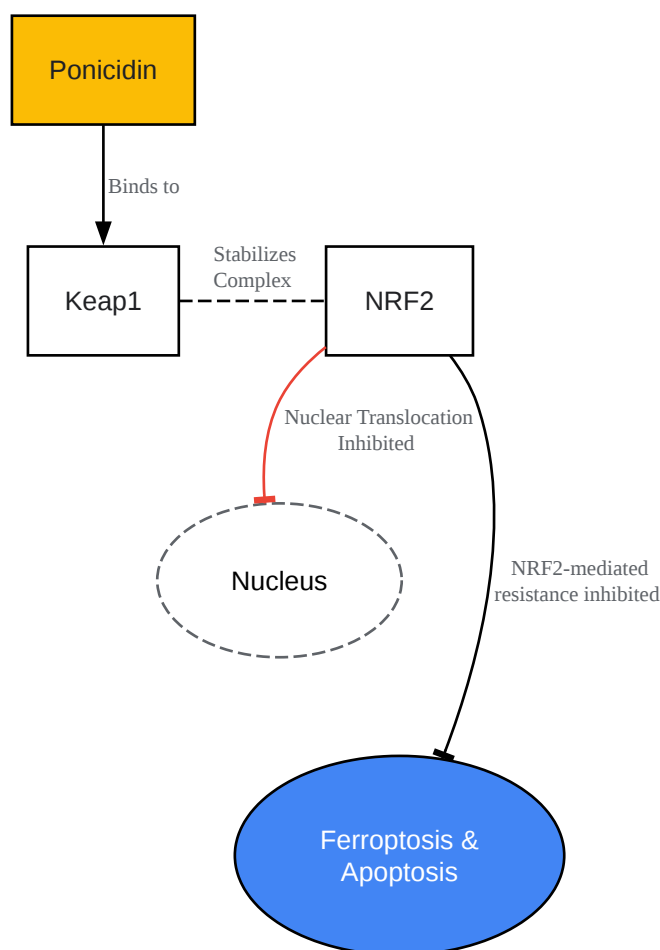 Ponicidin
Binds to
Stabilizes
Complex
Keap1
NRF2
Nuclear Translocation
Inhibited
Nucleus
NRF2-mediated
resistance inhibited
Ferroptosis &
Apoptosis